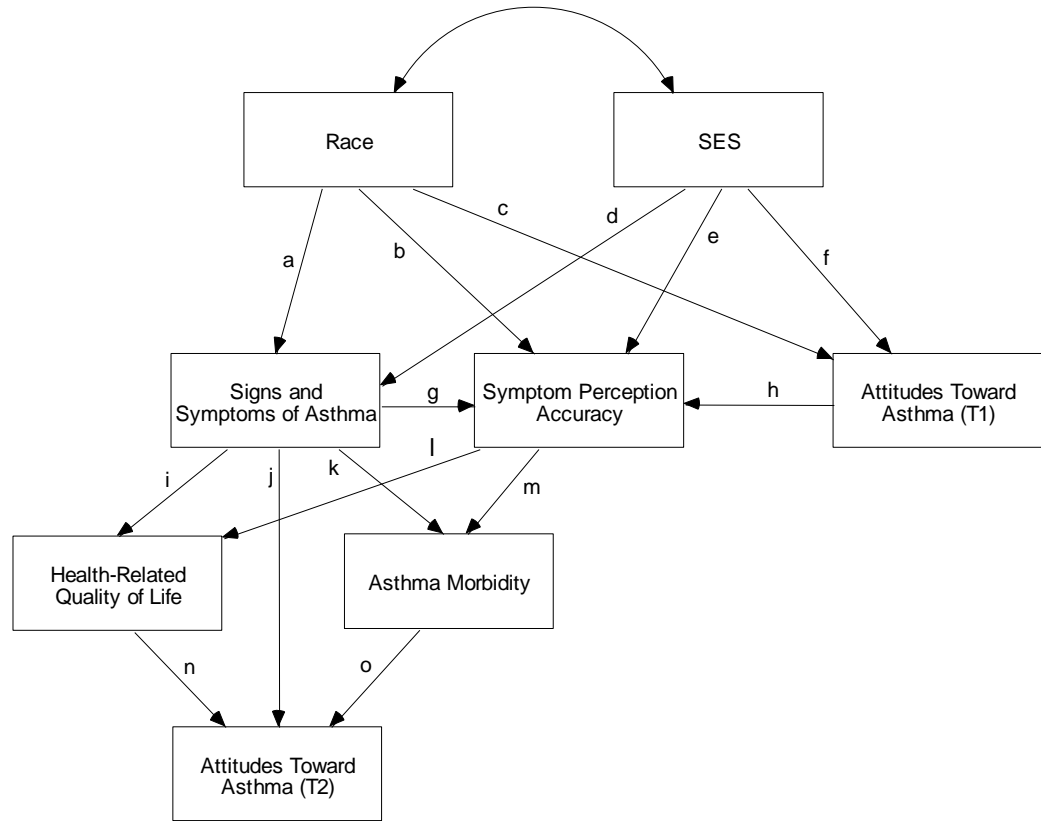 Race
SES
a
b
c
d
e
f
Signs and
Symptoms of Asthma
g
Symptom Perception
Accuracy
h
Attitudes Toward
Asthma (T1)
i
j
k
l
m
Health-Related
Quality of Life
Asthma Morbidity
n
o
Attitudes Toward
Asthma (T2)